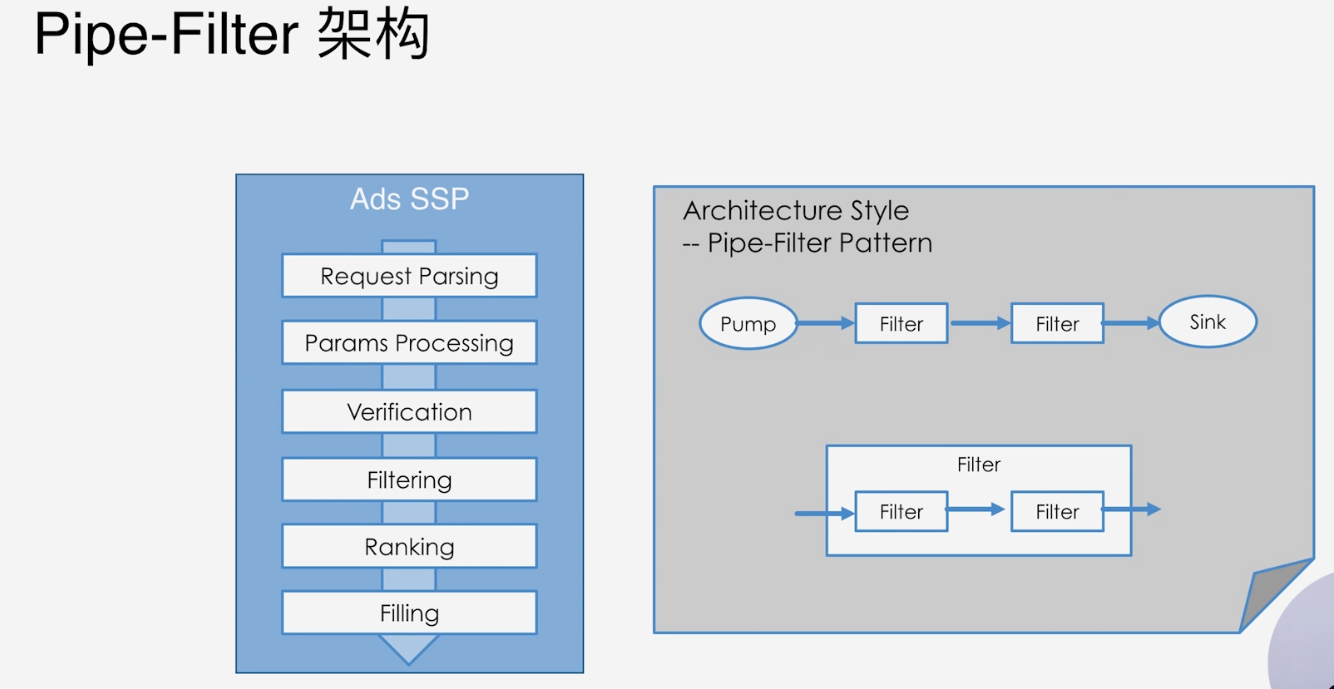 Pipe-Filter 架构
Ads SSP
Request Parsing
Params Processing
Verification
Filtering
Ranking
Filling
Architecture Style
-- Pipe-Filter Pattern
Pump
Filter
Filter
Sink
Filter
Filter
Filter